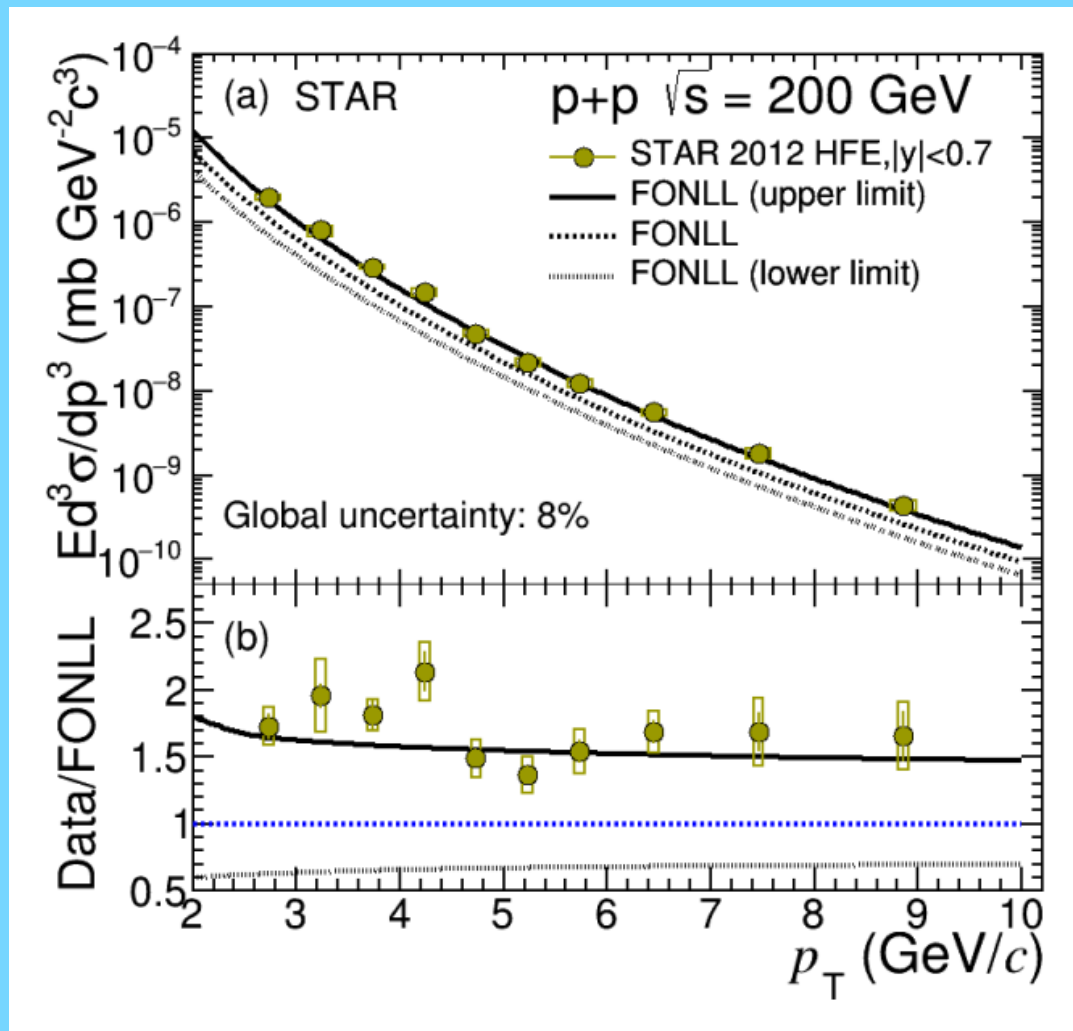 (a) STAR
p+p √s = 200 GeV
STAR 2012 HFE,|y|<0.7
FONLL (upper limit)
FONLL
FONLL (lower limit)
Global uncertainty: 8%
Ed³σ/dp³ (mb GeV⁻²c³)
10⁻⁴
10⁻⁵
10⁻⁶
10⁻⁷
10⁻⁸
10⁻⁹
10⁻¹⁰
(b)
Data/FONLL
2.5
2
1.5
1
0.5
2 3 4 5 6 7 8 9 10
p_T (GeV/c)